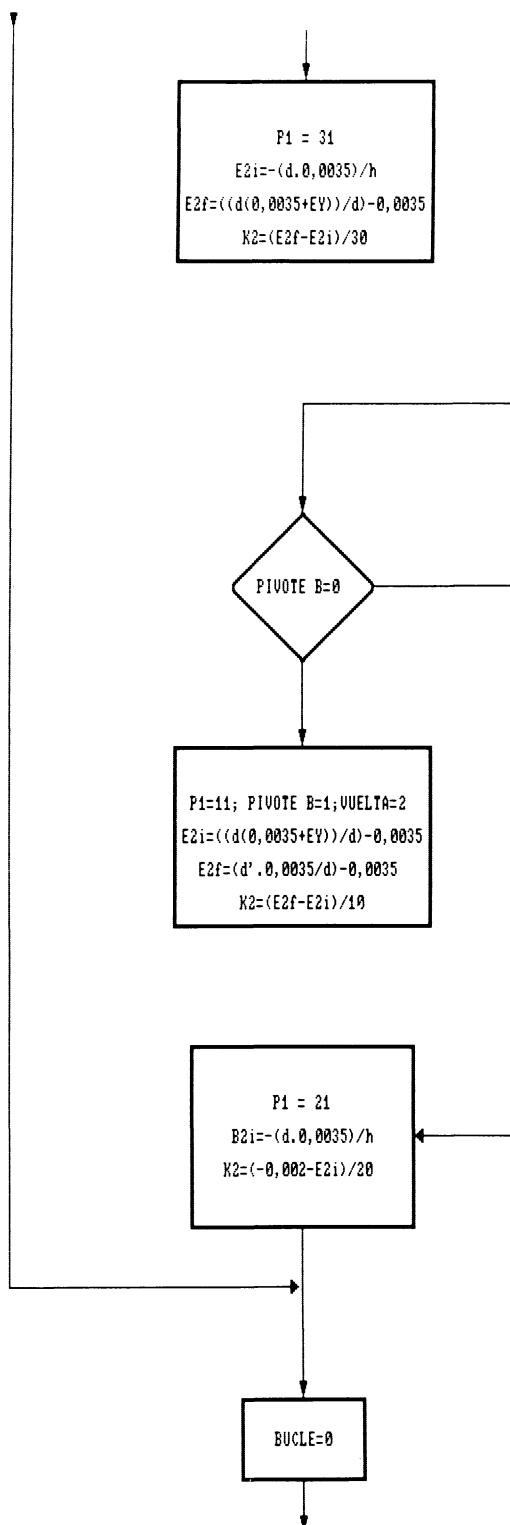 P1 = 31
E2i=-(d.0,0035)/h
E2f=((d(0,0035+EY))/d)-0,0035
K2=(E2f-E2i)/30
PIVOTE B=0
P1=11; PIVOTE B=1;VUELTA=2
E2i=((d(0,0035+EY))/d)-0,0035
E2f=(d'.0,0035/d)-0,0035
K2=(E2f-E2i)/10
P1 = 21
B2i=-(d.0,0035)/h
K2=(-0,002-E2i)/20
BUCLE=0